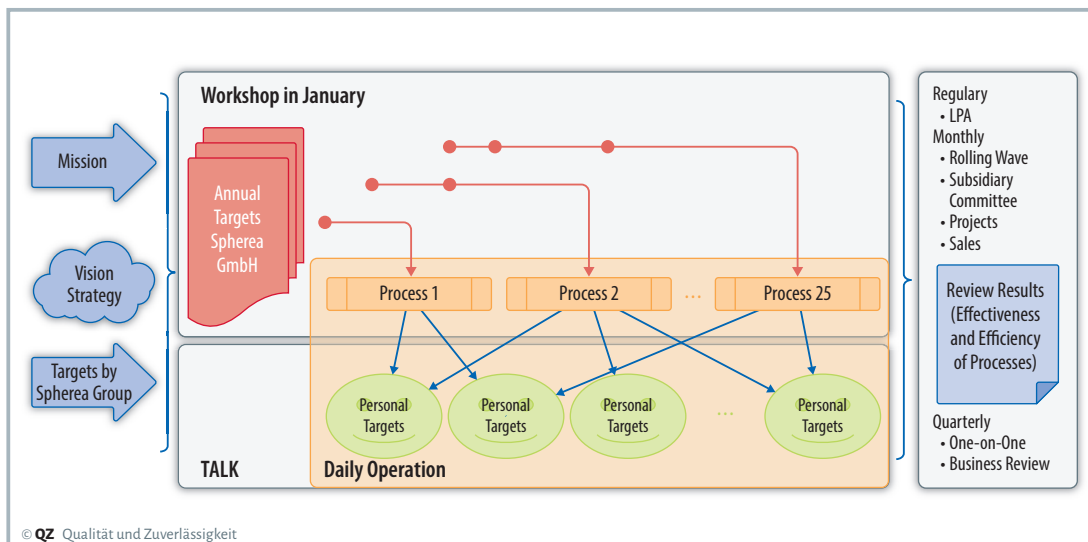 Mission
Vision
Strategy
Targets by
Spherea Group
Workshop in January
Annual
Targets
Spherea
GmbH
Process 1
Process 2
...
Process 25
Personal
Targets
Personal
Targets
Personal
Targets
...
Personal
Targets
TALK
Daily Operation
Regulary
• LPA
Monthly
• Rolling Wave
• Subsidiary
Committee
• Projects
• Sales
Review Results
(Effectiveness
and Efficiency
of Processes)
Quarterly
• One-on-One
• Business Review
© QZ Qualität und Zuverlässigkeit